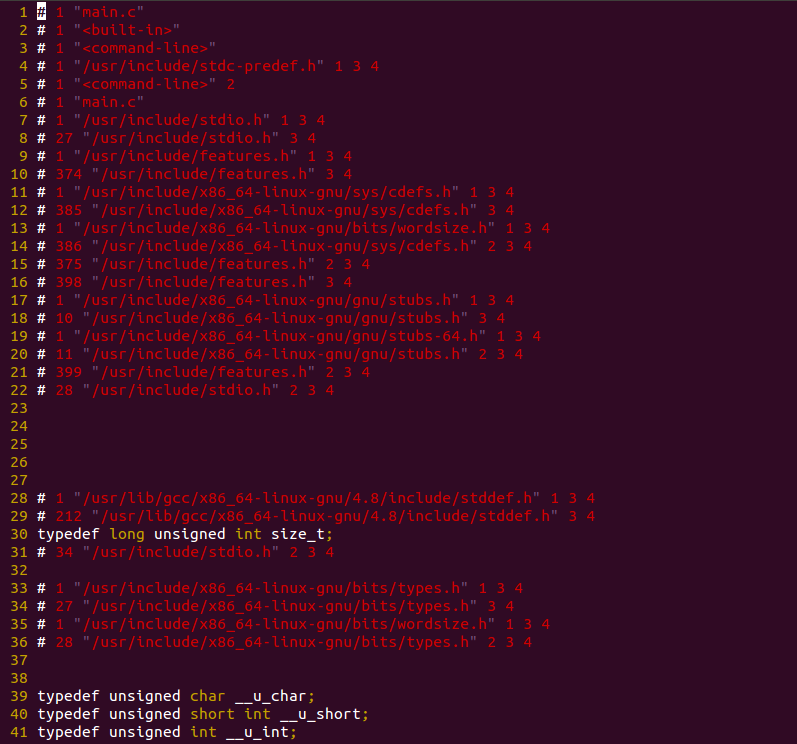 1 # 1 "main.c"
2 # 1 "<built-in>"
3 # 1 "<command-line>"
4 # 1 "/usr/include/stdc-predef.h" 1 3 4
5 # 1 "<command-line>" 2
6 # 1 "main.c"
7 # 1 "/usr/include/stdio.h" 1 3 4
8 # 27 "/usr/include/stdio.h" 3 4
9 # 1 "/usr/include/features.h" 1 3 4
10 # 374 "/usr/include/features.h" 3 4
11 # 1 "/usr/include/x86_64-linux-gnu/sys/cdefs.h" 1 3 4
12 # 385 "/usr/include/x86_64-linux-gnu/sys/cdefs.h" 3 4
13 # 1 "/usr/include/x86_64-linux-gnu/bits/wordsize.h" 1 3 4
14 # 386 "/usr/include/x86_64-linux-gnu/sys/cdefs.h" 2 3 4
15 # 375 "/usr/include/features.h" 2 3 4
16 # 398 "/usr/include/features.h" 3 4
17 # 1 "/usr/include/x86_64-linux-gnu/gnu/stubs.h" 1 3 4
18 # 10 "/usr/include/x86_64-linux-gnu/gnu/stubs.h" 3 4
19 # 1 "/usr/include/x86_64-linux-gnu/gnu/stubs-64.h" 1 3 4
20 # 11 "/usr/include/x86_64-linux-gnu/gnu/stubs.h" 2 3 4
21 # 399 "/usr/include/features.h" 2 3 4
22 # 28 "/usr/include/stdio.h" 2 3 4
23
24
25
26
27
28 # 1 "/usr/lib/gcc/x86_64-linux-gnu/4.8/include/stddef.h" 1 3 4
29 # 212 "/usr/lib/gcc/x86_64-linux-gnu/4.8/include/stddef.h" 3 4
30 typedef long unsigned int size_t;
31 # 34 "/usr/include/stdio.h" 2 3 4
32
33 # 1 "/usr/include/x86_64-linux-gnu/bits/types.h" 1 3 4
34 # 27 "/usr/include/x86_64-linux-gnu/bits/types.h" 3 4
35 # 1 "/usr/include/x86_64-linux-gnu/bits/wordsize.h" 1 3 4
36 # 28 "/usr/include/x86_64-linux-gnu/bits/types.h" 2 3 4
37
38
39 typedef unsigned char __u_char;
40 typedef unsigned short int __u_short;
41 typedef unsigned int __u_int;